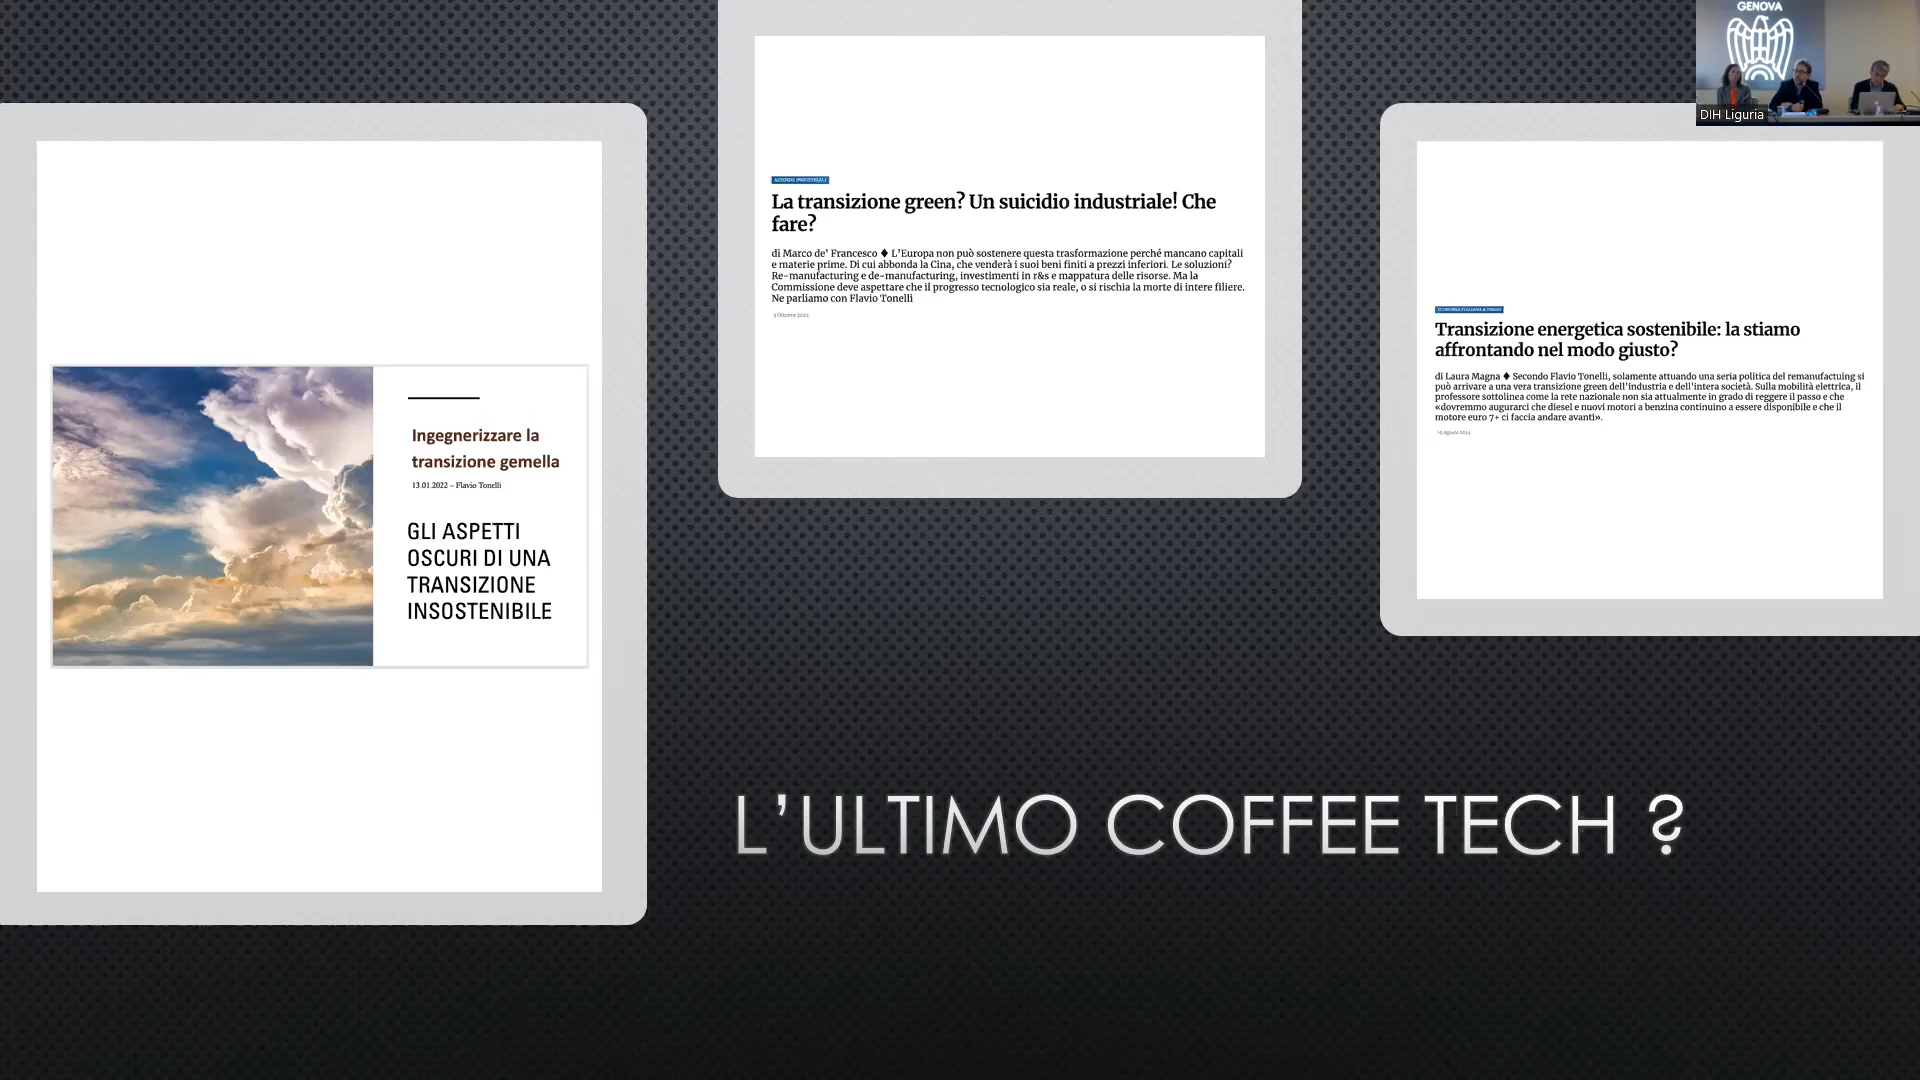 GENOVA
DIH Liguria
AZIENDE INDUSTRIALI
La transizione green? Un suicidio industriale! Che
fare?
di Marco de' Francesco ♦ L'Europa non può sostenere questa trasformazione perché mancano capitali
e materie prime. Di cui abbonda la Cina, che venderà i suoi beni finiti a prezzi inferiori. Le soluzioni?
Re-manufacturing e de-manufacturing, investimenti in r&s e mappatura delle risorse. Ma la
Commissione deve aspettare che il progresso tecnologico sia reale, o si rischia la morte di intere filiere.
Ne parliamo con Flavio Tonelli
3 Ottobre 2022
ECONOMIA ITALIANA & TREND
Transizione energetica sostenibile: la stiamo
affrontando nel modo giusto?
di Laura Magna ♦ Secondo Flavio Tonelli, solamente attuando una seria politica del remanufactuing si
può arrivare a una vera transizione green dell'industria e dell'intera società. Sulla mobilità elettrica, il
professore sottolinea come la rete nazionale non sia attualmente in grado di reggere il passo e che
«dovremmo augurarci che diesel e nuovi motori a benzina continuino a essere disponibile e che il
motore euro 7+ ci faccia andare avanti».
Ingegnerizzare la
transizione gemella
13.01.2022 – Flavio Tonelli
GLI ASPETTI
OSCURI DI UNA
TRANSIZIONE
INSOSTENIBILE
L'ULTIMO COFFEE TECH ?